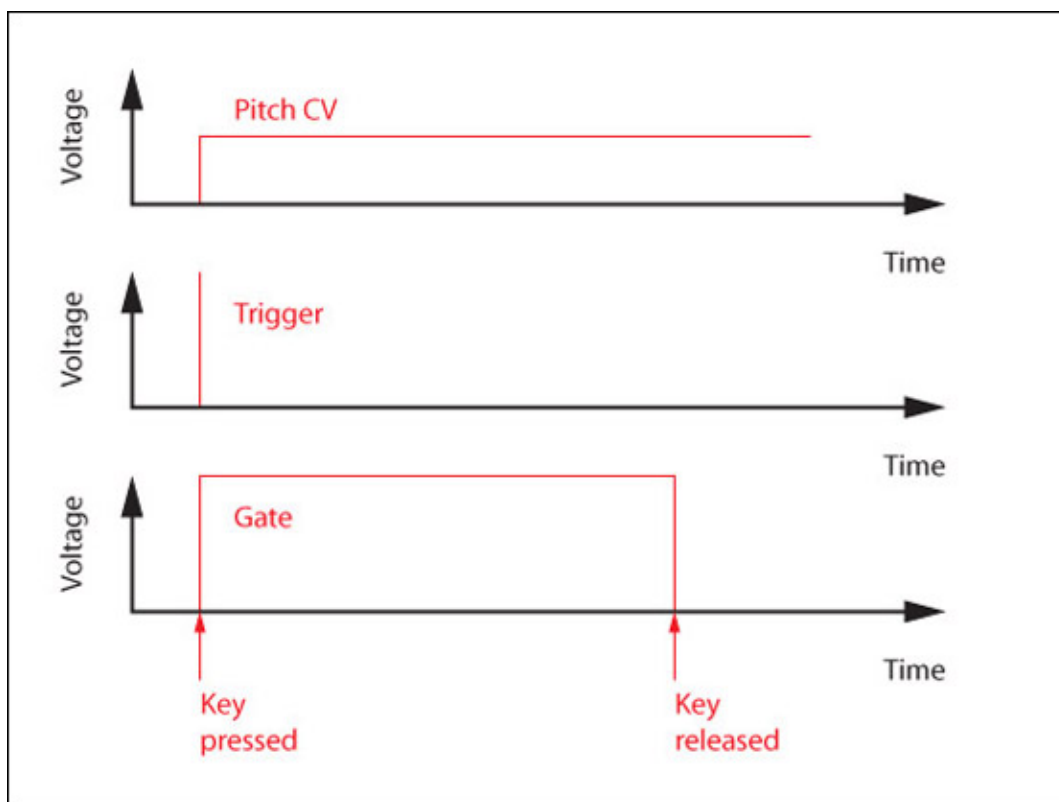 Voltage
Pitch CV
Time
Voltage
Trigger
Time
Voltage
Gate
Time
Key
pressed
Key
released